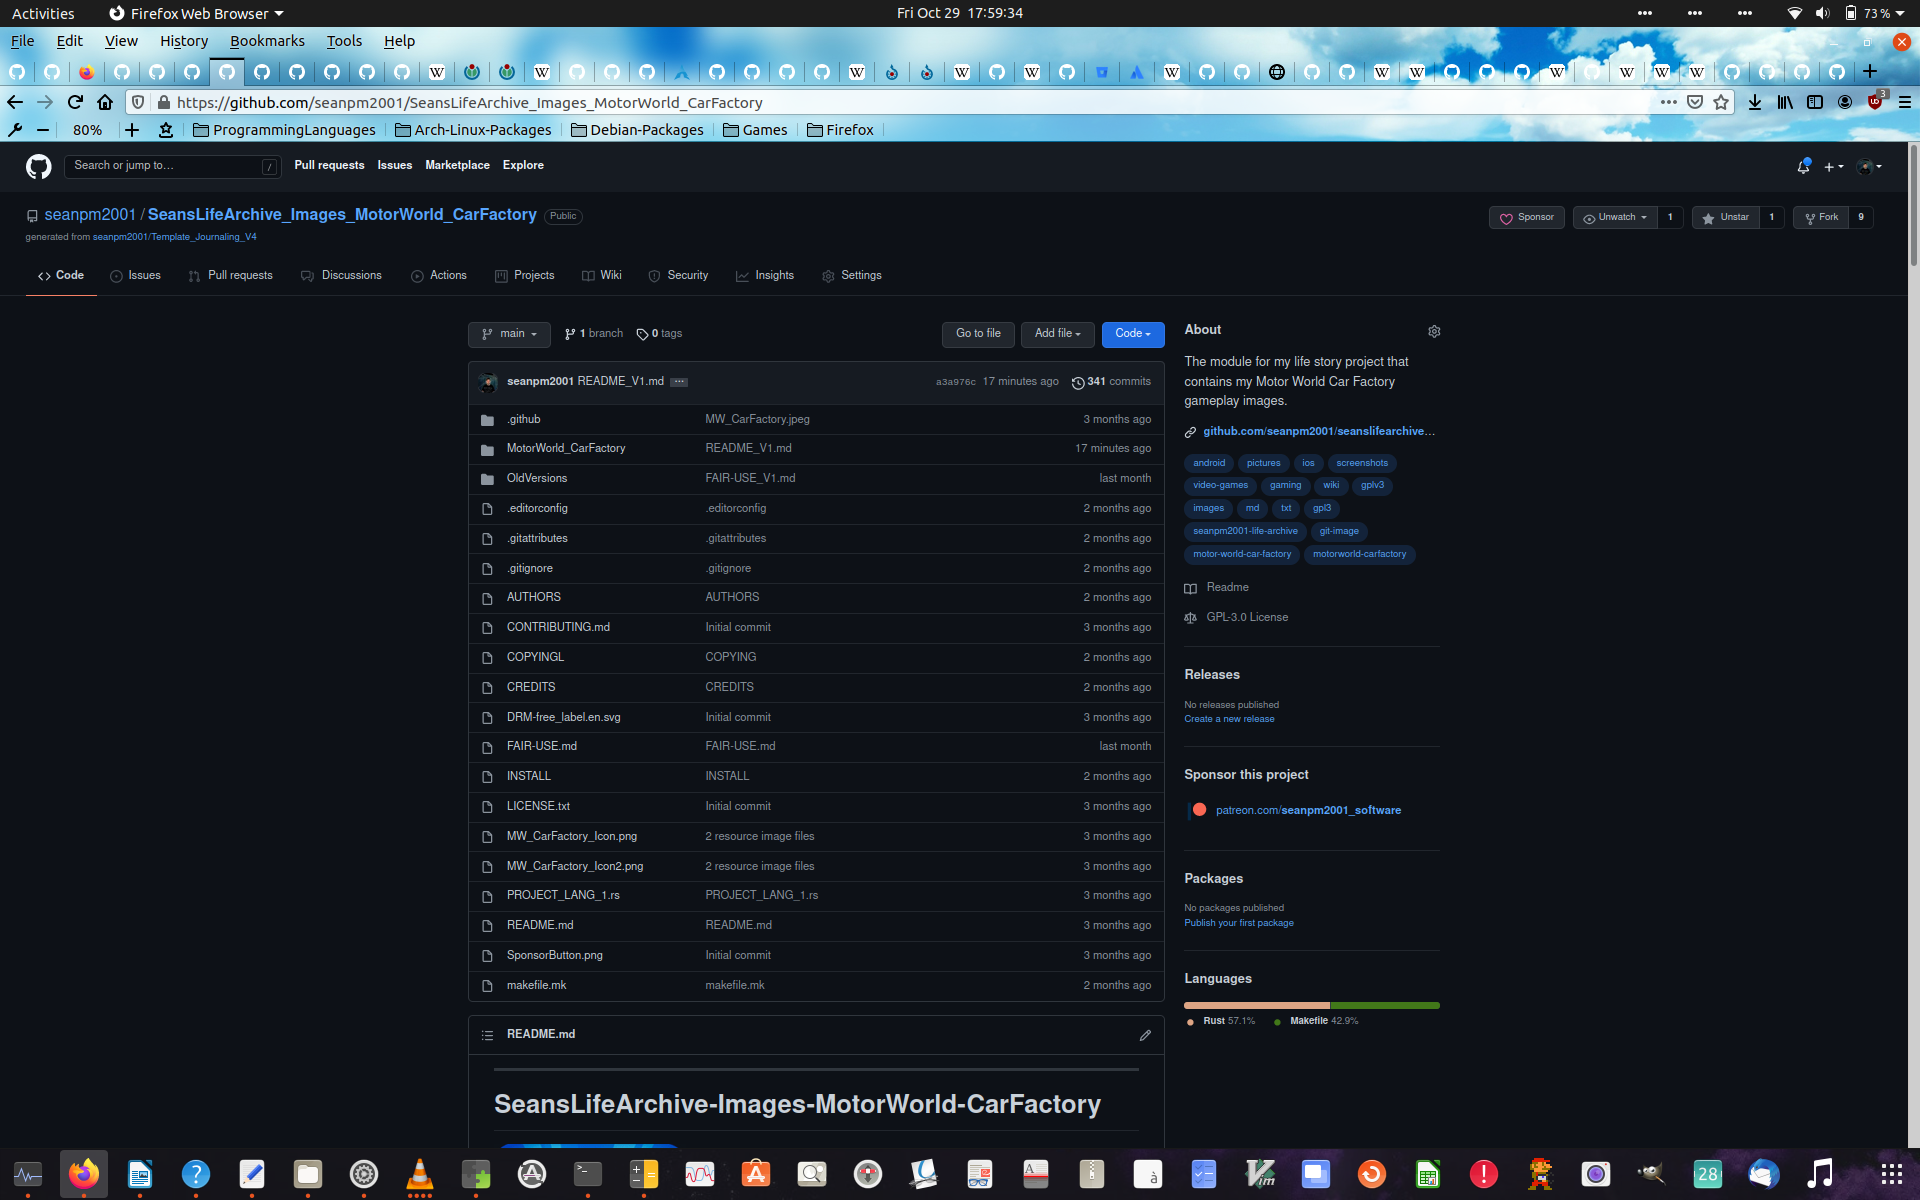 Activities
Firefox Web Browser
Fri Oct 29 17:59:34
73 %
File Edit View History Bookmarks Tools Help
https://github.com/seanpm2001/SeansLifeArchive_Images_MotorWorld_CarFactory
3
80%
ProgrammingLanguages
Arch-Linux-Packages
Debian-Packages
Games
Firefox
Search or jump to…
/
Pull requests
Issues
Marketplace
Explore
seanpm2001 / SeansLifeArchive_Images_MotorWorld_CarFactory
Public
generated from seanpm2001/Template_Journaling_V4
Sponsor
Unwatch 1
Unstar 1
Fork 9
Code
Issues
Pull requests
Discussions
Actions
Projects
Wiki
Security
Insights
Settings
main
1 branch
0 tags
Go to file
Add file
Code
seanpm2001 README_V1.md
a3a976c 17 minutes ago
341 commits
.github MW_CarFactory.jpeg 3 months ago
MotorWorld_CarFactory README_V1.md 17 minutes ago
OldVersions FAIR-USE_V1.md last month
.editorconfig .editorconfig 2 months ago
.gitattributes .gitattributes 2 months ago
.gitignore .gitignore 2 months ago
AUTHORS AUTHORS 2 months ago
CONTRIBUTING.md Initial commit 3 months ago
COPYINGL COPYING 2 months ago
CREDITS CREDITS 2 months ago
DRM-free_label.en.svg Initial commit 3 months ago
FAIR-USE.md FAIR-USE.md last month
INSTALL INSTALL 2 months ago
LICENSE.txt Initial commit 3 months ago
MW_CarFactory_Icon.png 2 resource image files 3 months ago
MW_CarFactory_Icon2.png 2 resource image files 3 months ago
PROJECT_LANG_1.rs PROJECT_LANG_1.rs 3 months ago
README.md README.md 3 months ago
SponsorButton.png Initial commit 3 months ago
makefile.mk makefile.mk 2 months ago
README.md
SeansLifeArchive-Images-MotorWorld-CarFactory
About
The module for my life story project that
contains my Motor World Car Factory
gameplay images.
github.com/seanpm2001/seanslifearchive…
android pictures ios screenshots
video-games gaming wiki gplv3
images md txt gpl3
seanpm2001-life-archive git-image
motor-world-car-factory motorworld-carfactory
Readme
GPL-3.0 License
Releases
No releases published
Create a new release
Sponsor this project
patreon.com/seanpm2001_software
Packages
No packages published
Publish your first package
Languages
Rust 57.1% Makefile 42.9%
28